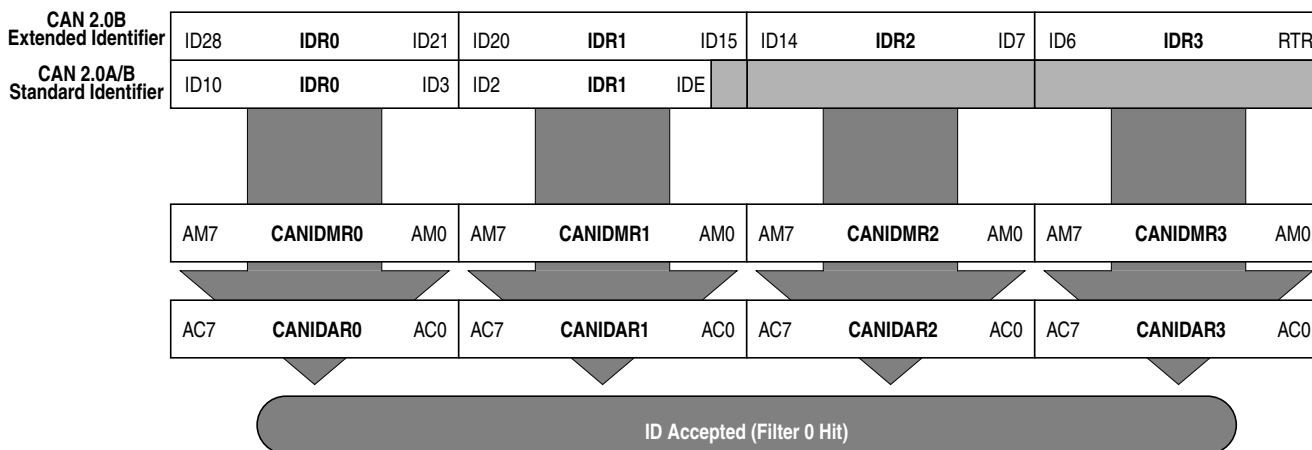 CAN 2.0B
Extended Identifier
ID28 IDR0 ID21 ID20 IDR1 ID15 ID14 IDR2 ID7 ID6 IDR3 RTR
CAN 2.0A/B
Standard Identifier
ID10 IDR0 ID3 ID2 IDR1 IDE
AM7 CANIDMR0 AM0 AM7 CANIDMR1 AM0 AM7 CANIDMR2 AM0 AM7 CANIDMR3 AM0
AC7 CANIDAR0 AC0 AC7 CANIDAR1 AC0 AC7 CANIDAR2 AC0 AC7 CANIDAR3 AC0
ID Accepted (Filter 0 Hit)